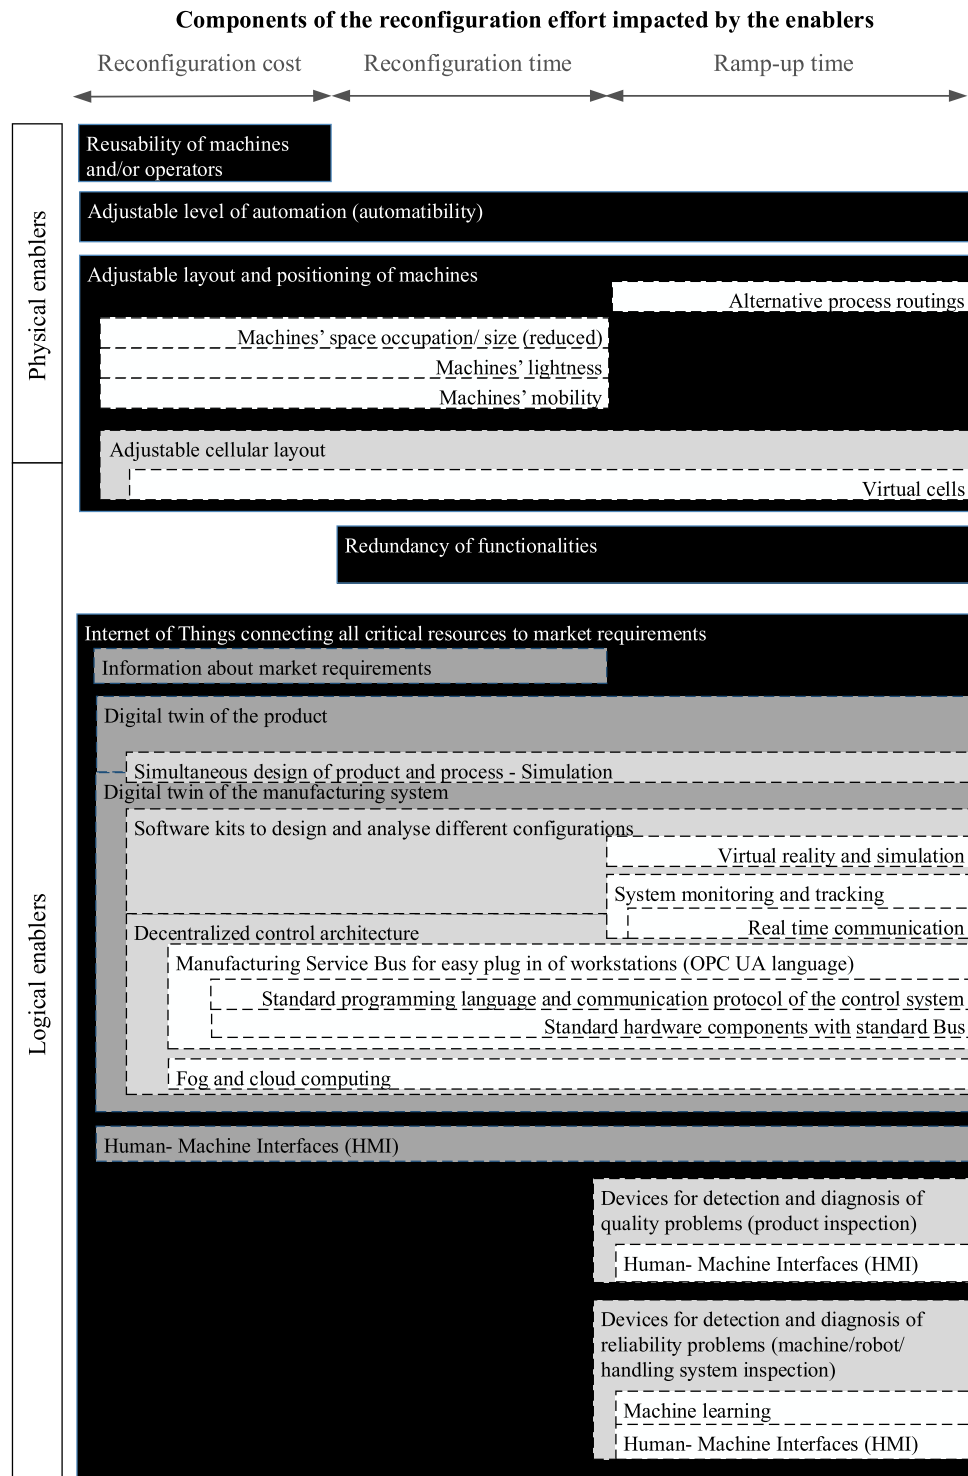 Components of the reconfiguration effort impacted by the enablers
Reconfiguration cost
Reconfiguration time
Ramp-up time
Physical enablers
Reusability of machines
and/or operators
Adjustable level of automation (automatibility)
Adjustable layout and positioning of machines
Alternative process routings
Machines’ space occupation/ size (reduced)
Machines’ lightness
Machines’ mobility
Adjustable cellular layout
Virtual cells
Logical enablers
Redundancy of functionalities
Internet of Things connecting all critical resources to market requirements
Information about market requirements
Digital twin of the product
Simultaneous design of product and process - Simulation
Digital twin of the manufacturing system
Software kits to design and analyse different configurations
Virtual reality and simulation
System monitoring and tracking
Real time communication
Decentralized control architecture
Manufacturing Service Bus for easy plug in of workstations (OPC UA language)
Standard programming language and communication protocol of the control system
Standard hardware components with standard Bus
Fog and cloud computing
Human- Machine Interfaces (HMI)
Devices for detection and diagnosis of
quality problems (product inspection)
Human- Machine Interfaces (HMI)
Devices for detection and diagnosis of
reliability problems (machine/robot/
handling system inspection)
Machine learning
Human- Machine Interfaces (HMI)